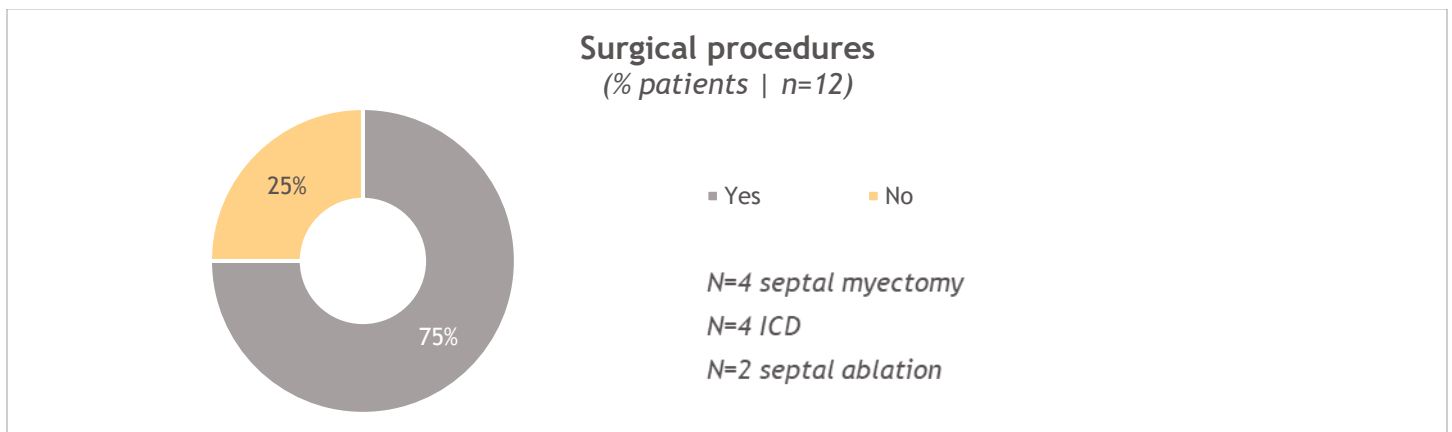 Surgical procedures
(% patients | n=12)
25%
75%
Yes
No
N=4 septal myectomy
N=4 ICD
N=2 septal ablation